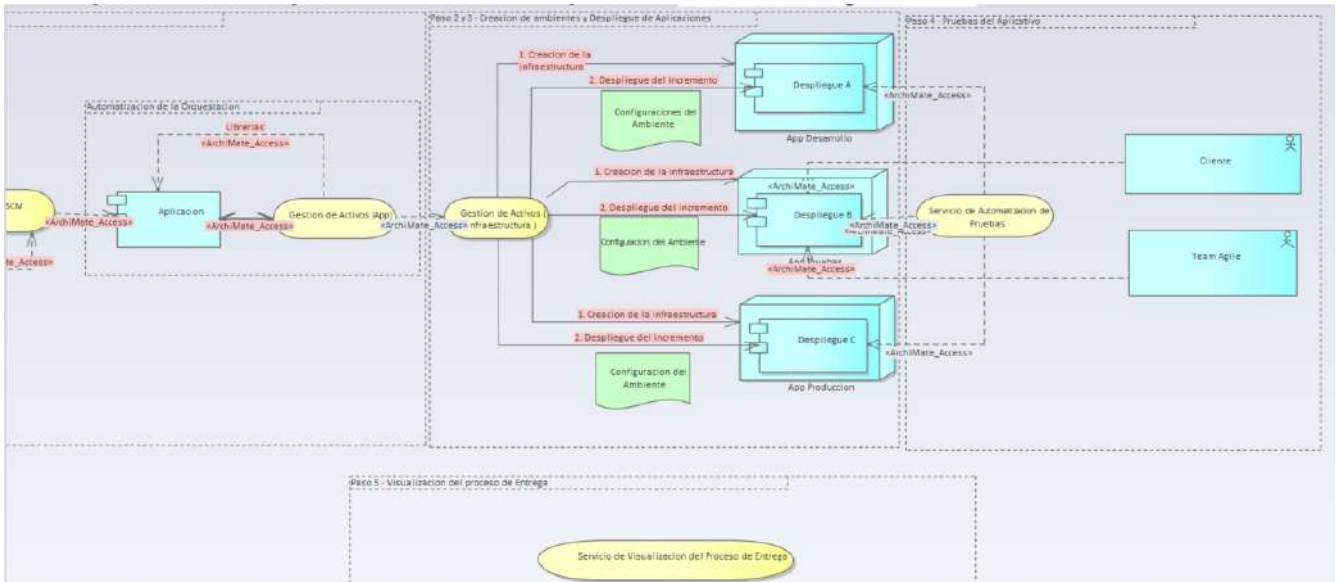 Paso 2 y 3 - Creacion de ambientes y Despliegue de Aplicaciones
Paso 4 - Pruebas del Aplicativo
1. Creacion de la
infraestructura
2. Despliegue del incremento
Despliegue A
«ArchiMate_Access»
Configuraciones del
Ambiente
App Desarrollo
Automatizacion de la Orquestacion
Librerias
«ArchiMate_Access»
SCM
«ArchiMate_Access»
Aplicacion
«ArchiMate_Access»
Gestion de Activos (App)
«ArchiMate_Access»
Gestion de Activos (
Infraestructura )
1. Creacion de la infraestructura
2. Despliegue del incremento
«ArchiMate_Access»
Despliegue B
«ArchiMate_Access»
Configuracion del Ambiente
App Pruebas
«ArchiMate_Access»
Servicio de Automatizacion de
Pruebas
Cliente
Team Agile
1. Creacion de la infraestructura
2. Despliegue del incremento
Despliegue C
«ArchiMate_Access»
Configuracion del
Ambiente
App Produccion
Paso 5 - Visualizacion del proceso de Entrega
Servicio de Visualizacion del Proceso de Entrega